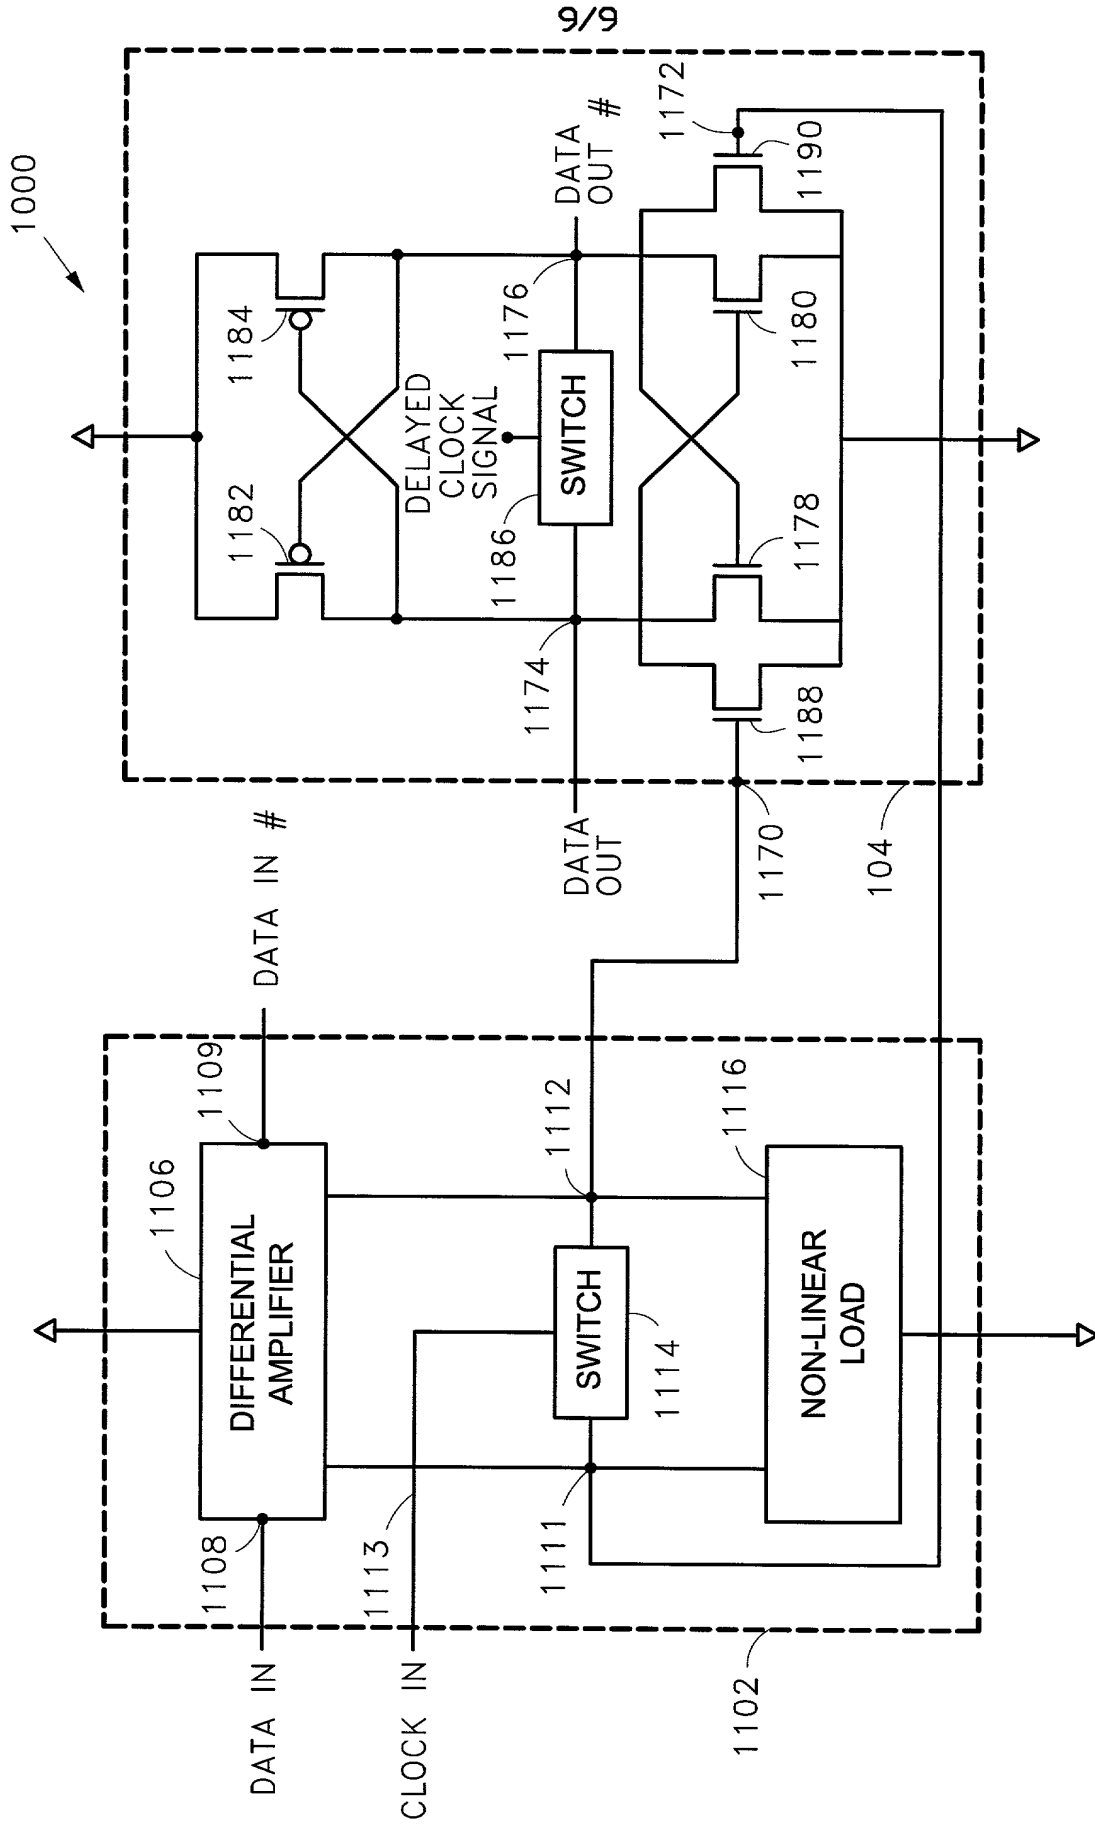 6/6
1000
1102
DATA IN
CLOCK IN
1108
1113
1111
DIFFERENTIAL
AMPLIFIER
1106
1109
DATA IN #
SWITCH
1114
1112
NON-LINEAR
LOAD
1116
104
1170
DATA
OUT
1174
1182
1184
DELAYED
CLOCK
SIGNAL
1186
SWITCH
1176
DATA
OUT #
1188
1178
1180
1190
1172